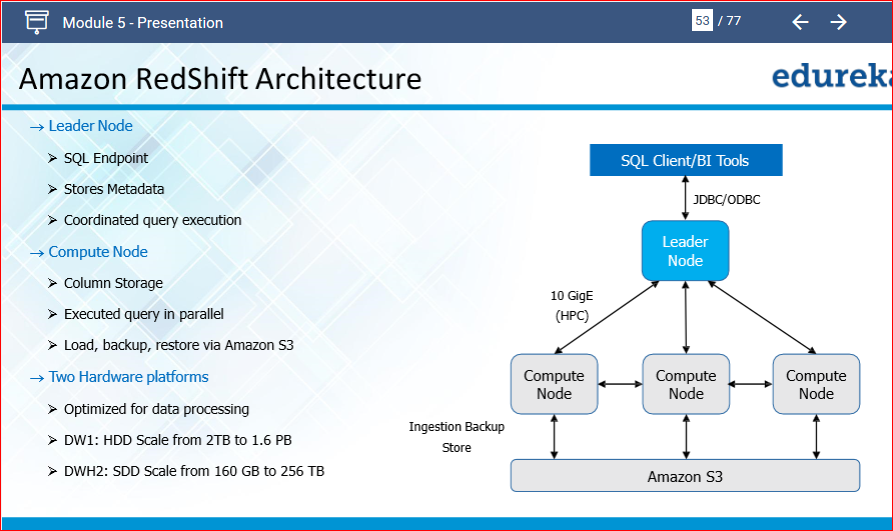 Module 5 - Presentation
53 / 77
Amazon RedShift Architecture
edureka
→ Leader Node
➢ SQL Endpoint
➢ Stores Metadata
➢ Coordinated query execution
→ Compute Node
➢ Column Storage
➢ Executed query in parallel
➢ Load, backup, restore via Amazon S3
→ Two Hardware platforms
➢ Optimized for data processing
➢ DW1: HDD Scale from 2TB to 1.6 PB
➢ DWH2: SDD Scale from 160 GB to 256 TB
SQL Client/BI Tools
JDBC/ODBC
Leader
Node
10 GigE
(HPC)
Compute
Node
Compute
Node
Compute
Node
Ingestion Backup
Store
Amazon S3